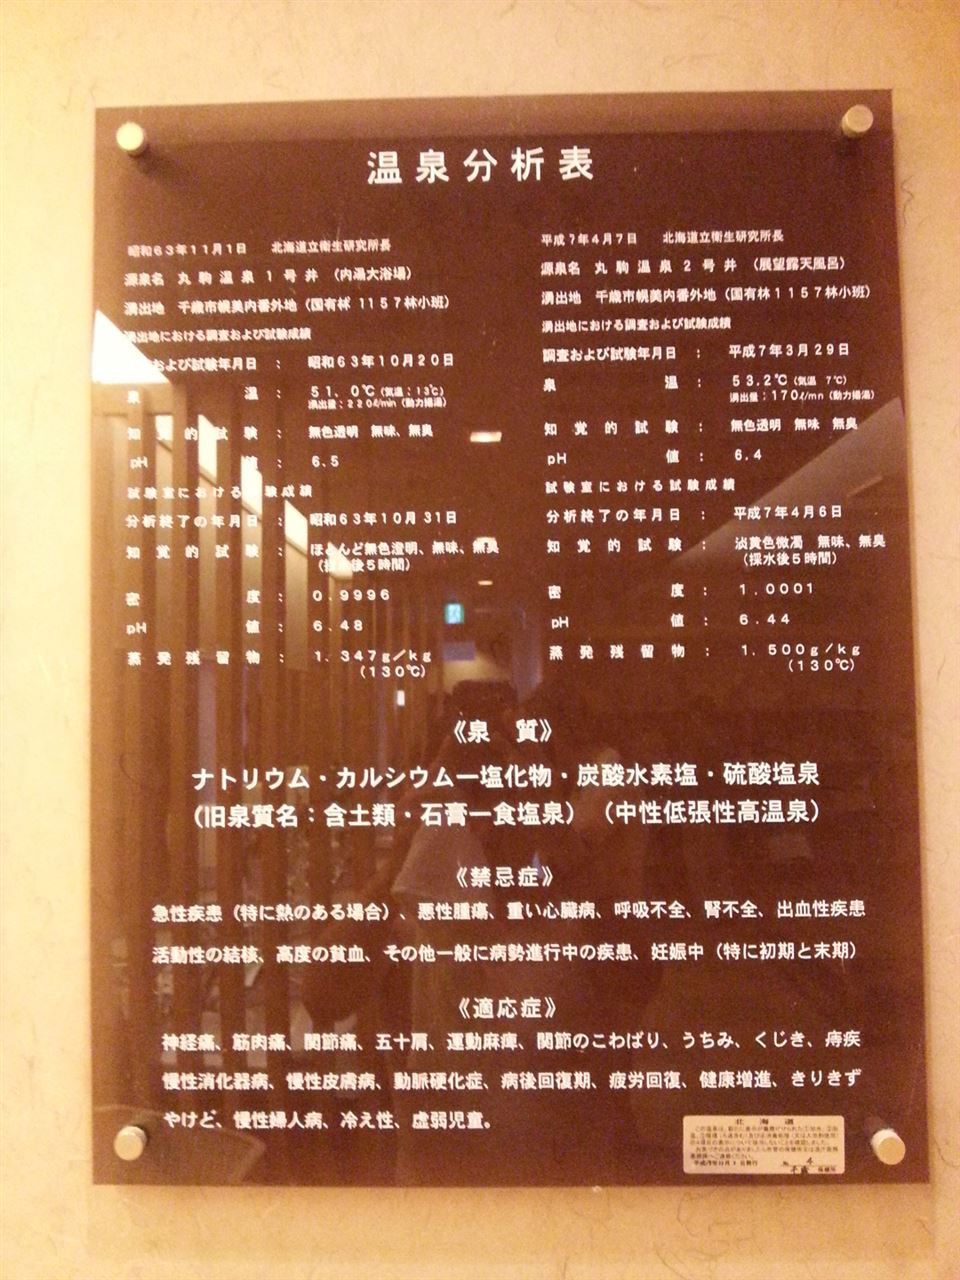 温泉分析表
昭和63年11月1日 北海道立衛生研究所長
源泉名 丸駒温泉1号井 (内湯大浴場)
湧出地 千歳市幌美内番外地(国有林 1157林小班)
湧出地における調査および試験成績
および試験年月日 : 昭和63年10月20日
泉 温 : 51.0℃(気温:13℃)
湧出量:220ℓ/min(動力揚湯)
知覚的試験 : 無色透明 無味、無臭
pH 値 : 6.5
試験室における試験成績
分析終了の年月日 : 昭和63年10月31日
知覚的試験 : ほとんど無色澄明、無味、無臭
(採水後5時間)
密 度 : 0.9996
pH 値 : 6.48
蒸発残留物 : 1.347g/kg
(130℃)
平成7年4月7日 北海道立衛生研究所長
源泉名 丸駒温泉2号井 (展望露天風呂)
湧出地 千歳市幌美内番外地(国有林1157林小班)
湧出地における調査および試験成績
調査および試験年月日 : 平成7年3月29日
泉 温 : 53.2℃(気温 7℃)
湧出量:170ℓ/mn(動力揚湯)
知覚的試験 : 無色透明 無味 無臭
pH 値 : 6.4
試験室における試験成績
分析終了の年月日 : 平成7年4月6日
知覚的試験 : 淡黄色微濁 無味、無臭
(採水後5時間)
密 度 : 1.0001
pH 値 : 6.44
蒸発残留物 : 1.500g/kg
(130℃)
《泉 質》
ナトリウム・カルシウム―塩化物・炭酸水素塩・硫酸塩泉
(旧泉質名:含土類・石膏―食塩泉) (中性低張性高温泉)
《禁忌症》
急性疾患(特に熱のある場合)、悪性腫瘍、重い心臓病、呼吸不全、腎不全、出血性疾患
活動性の結核、高度の貧血、その他一般に病勢進行中の疾患、妊娠中(特に初期と末期)
《適応症》
神経痛、筋肉痛、関節痛、五十肩、運動麻痺、関節のこわばり、うちみ、くじき、痔疾
慢性消化器病、慢性皮膚病、動脈硬化症、病後回復期、疲労回復、健康増進、きりきず
やけど、慢性婦人病、冷え性、虚弱児童。
北 海 道